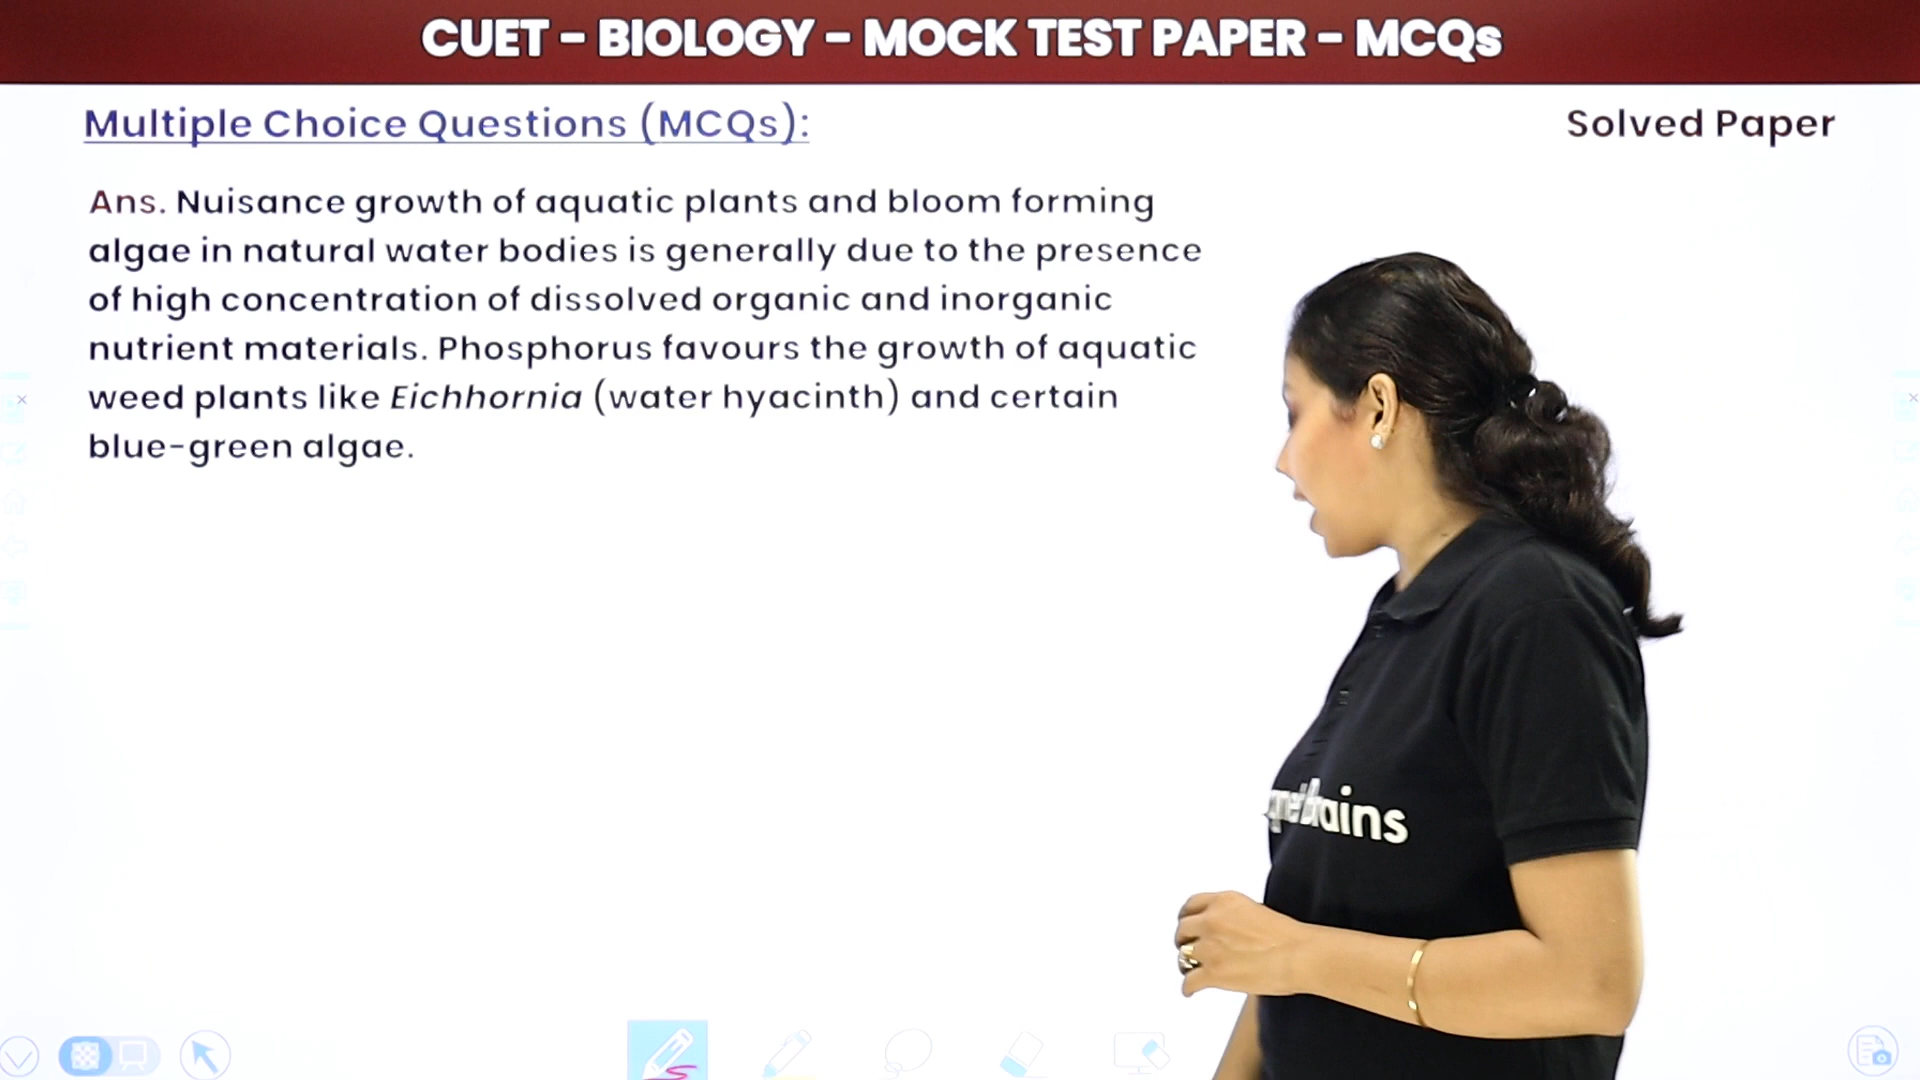 CUET - BIOLOGY - MOCK TEST PAPER - MCQs
Multiple Choice Questions (MCQs):
Solved Paper
Ans. Nuisance growth of aquatic plants and bloom forming
algae in natural water bodies is generally due to the presence
of high concentration of dissolved organic and inorganic
nutrient materials. Phosphorus favours the growth of aquatic
weed plants like Eichhornia (water hyacinth) and certain
blue-green algae.